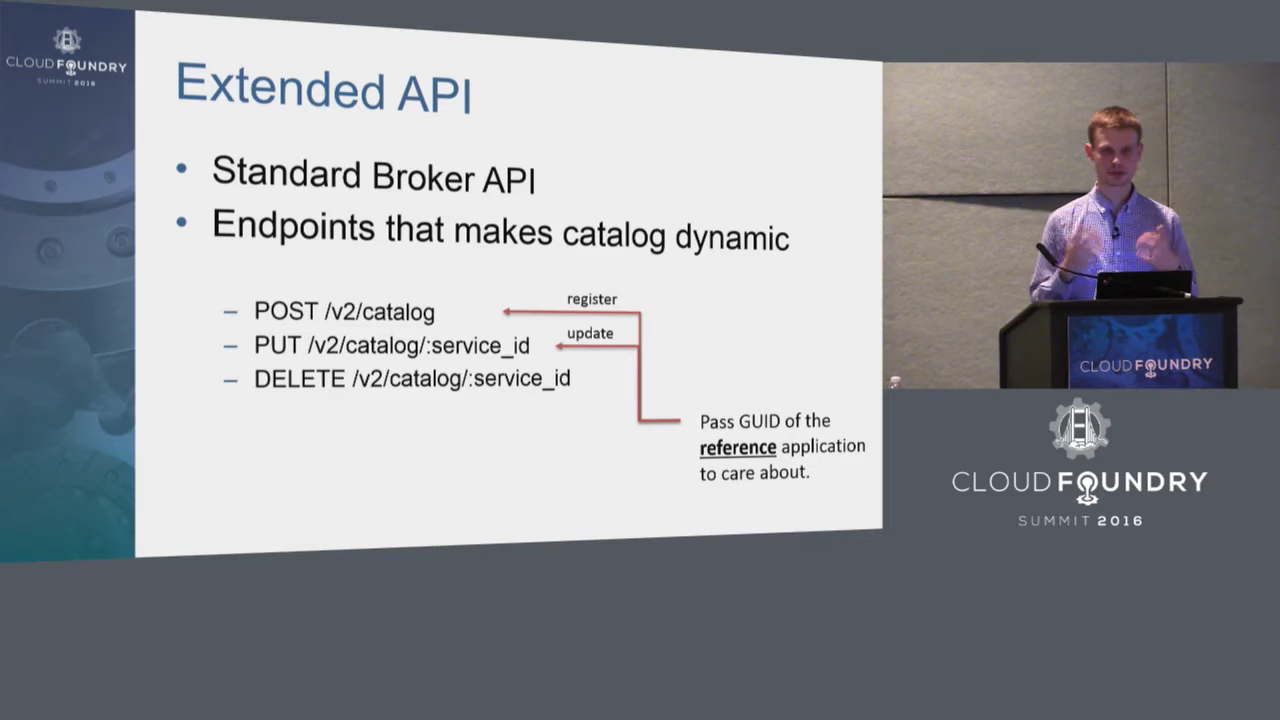 CLOUD FOUNDRY
SUMMIT 2016
Extended API
• Standard Broker API
• Endpoints that makes catalog dynamic
– POST /v2/catalog
– PUT /v2/catalog/:service_id
– DELETE /v2/catalog/:service_id
register
update
Pass GUID of the
reference application
to care about.
CLOUD FOUNDRY
CLOUD FOUNDRY
SUMMIT 2016